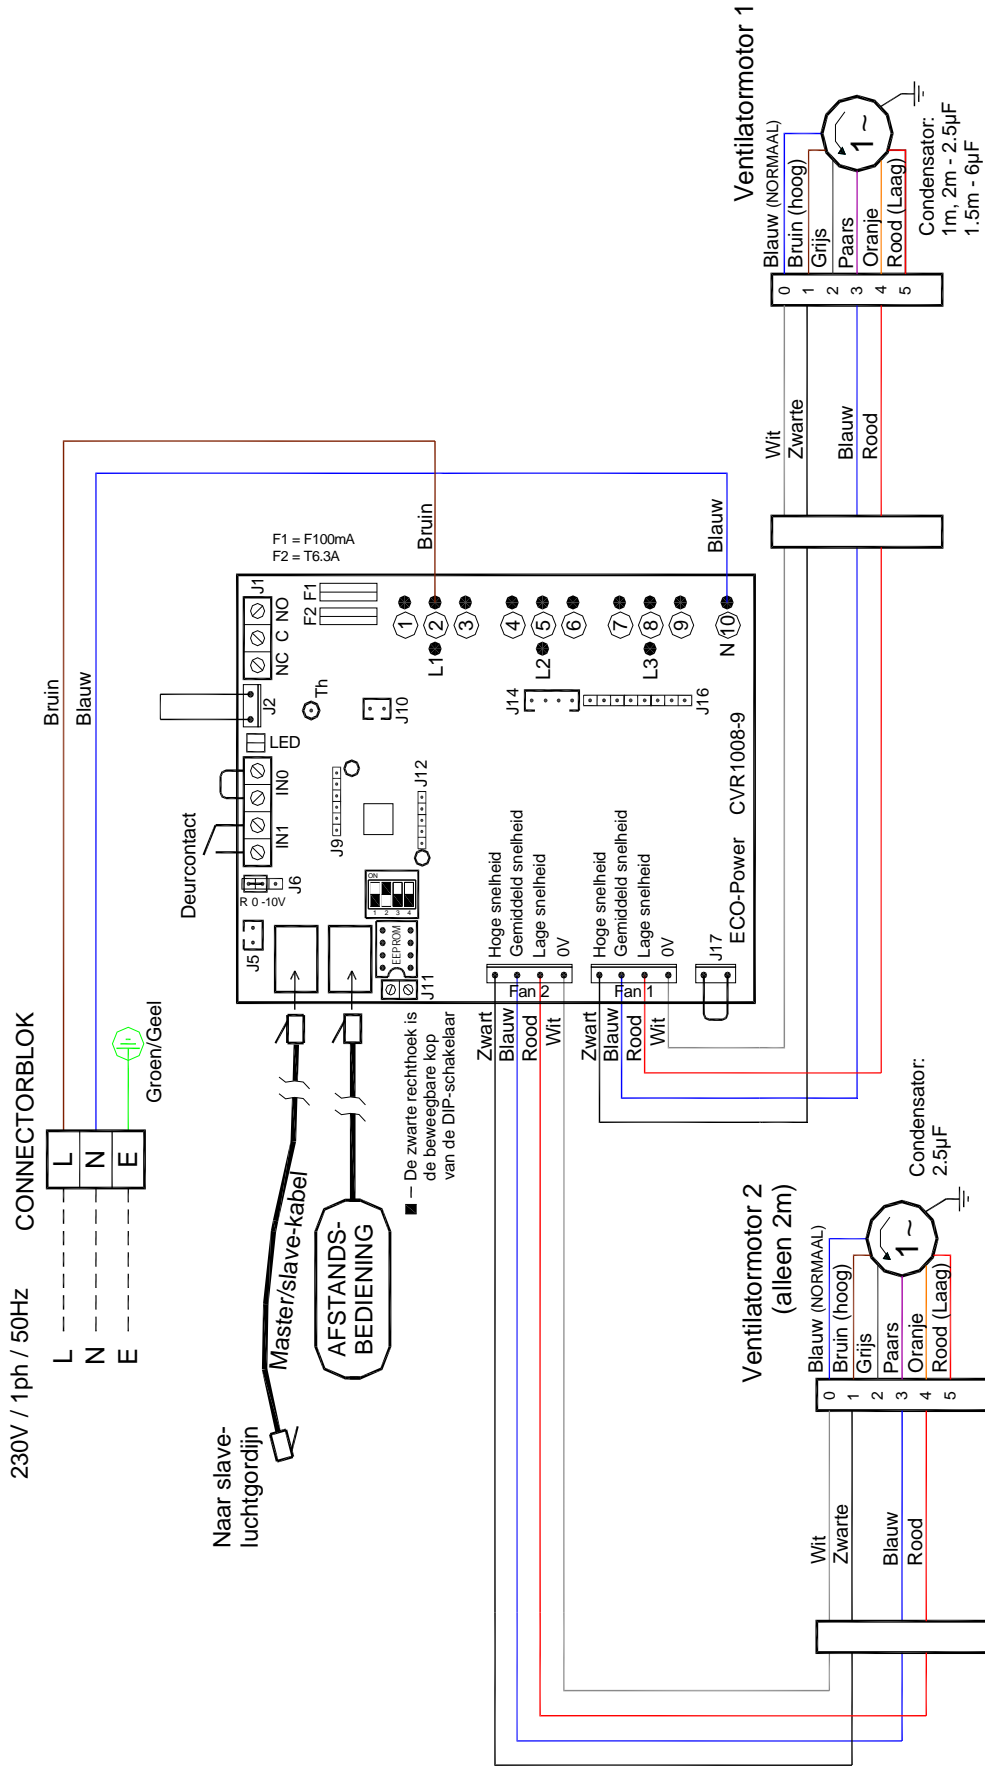 230V / 1ph / 50Hz
CONNECTORBLOK
L
N
E
L
N
E
Bruin
Blauw
Groen/Geel
Naar slave-
luchtgordijn
Master/slave-kabel
AFSTANDS-
BEDIENING
Deurcontact
F1 = F100mA
F2 = T6.3A
Bruin
Blauw
J5
R 0 -10V
J6
IN1
IN0
LED
J2
NC C NO
J1
Th
F2 F1
J9
J10
J12
ON
1 2 3 4
EEPROM
J11
■ – De zwarte rechthoek is
de beweegbare kop
van de DIP-schakelaar
1
2
3
L1
4
5
6
L2
7
8
9
L3
N 10
J14
J16
Hoge snelheid
Gemiddeld snelheid
Lage snelheid
0V
Fan 2
Zwart
Blauw
Rood
Wit
Hoge snelheid
Gemiddeld snelheid
Lage snelheid
0V
Fan 1
Zwart
Blauw
Rood
Wit
J17
ECO-Power CVR1008-9
Ventilatormotor 1
Wit
Zwarte
Blauw
Rood
0
1
2
3
4
5
Blauw (NORMAAL)
Bruin (hoog)
Grijs
Paars
Oranje
Rood (Laag)
1 ~
Condensator:
1m, 2m - 2.5µF
1.5m - 6µF
Ventilatormotor 2
(alleen 2m)
Wit
Zwarte
Blauw
Rood
0
1
2
3
4
5
Blauw (NORMAAL)
Bruin (hoog)
Grijs
Paars
Oranje
Rood (Laag)
1 ~
Condensator:
2.5µF